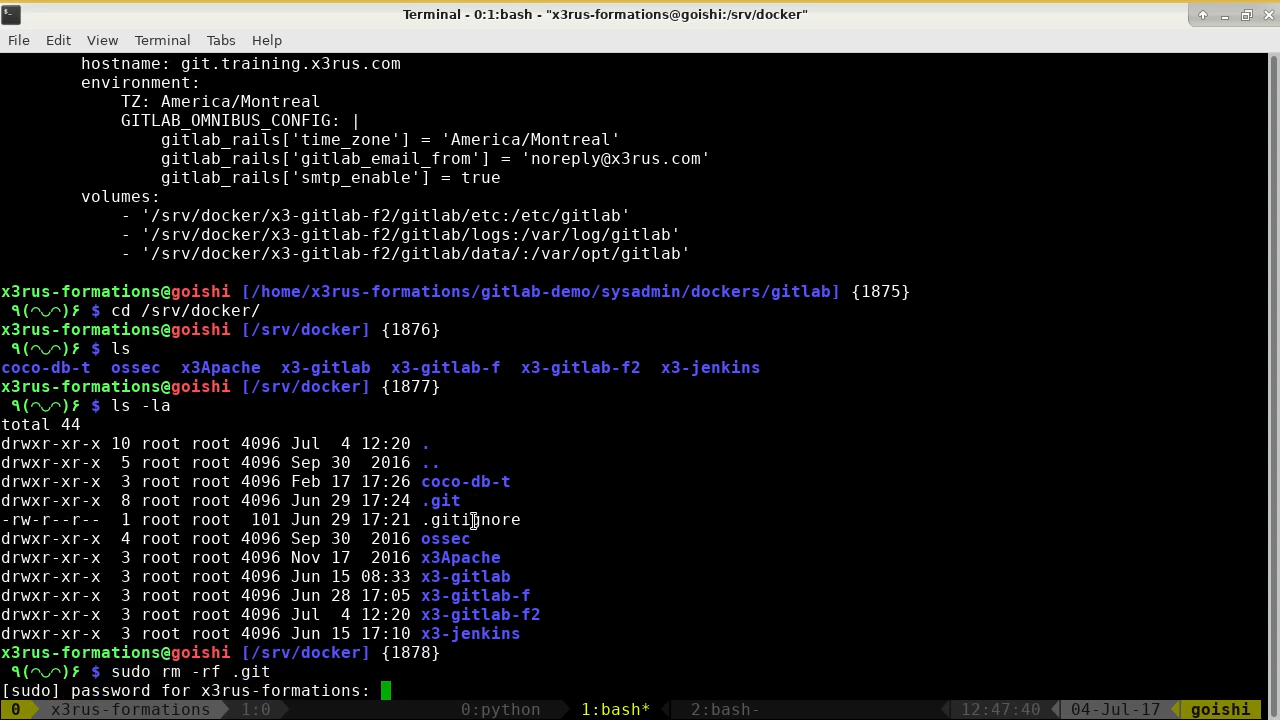 Terminal - 0:1:bash - "x3rus-formations@goishi:/srv/docker"
File Edit View Terminal Tabs Help
        hostname: git.training.x3rus.com
        environment:
            TZ: America/Montreal
            GITLAB_OMNIBUS_CONFIG: |
                gitlab_rails['time_zone'] = 'America/Montreal'
                gitlab_rails['gitlab_email_from'] = 'noreply@x3rus.com'
                gitlab_rails['smtp_enable'] = true
        volumes:
            - '/srv/docker/x3-gitlab-f2/gitlab/etc:/etc/gitlab'
            - '/srv/docker/x3-gitlab-f2/gitlab/logs:/var/log/gitlab'
            - '/srv/docker/x3-gitlab-f2/gitlab/data/:/var/opt/gitlab'
x3rus-formations@goishi [/home/x3rus-formations/gitlab-demo/sysadmin/dockers/gitlab] {1875}
 ٩(◠◡◠)۶ $ cd /srv/docker/
x3rus-formations@goishi [/srv/docker] {1876}
 ٩(◠◡◠)۶ $ ls
coco-db-t  ossec  x3Apache  x3-gitlab  x3-gitlab-f  x3-gitlab-f2  x3-jenkins
x3rus-formations@goishi [/srv/docker] {1877}
 ٩(◠◡◠)۶ $ ls -la
total 44
drwxr-xr-x 10 root root 4096 Jul  4 12:20 .
drwxr-xr-x  5 root root 4096 Sep 30  2016 ..
drwxr-xr-x  3 root root 4096 Feb 17 17:26 coco-db-t
drwxr-xr-x  8 root root 4096 Jun 29 17:24 .git
-rw-r--r--  1 root root  101 Jun 29 17:21 .gitignore
drwxr-xr-x  4 root root 4096 Sep 30  2016 ossec
drwxr-xr-x  3 root root 4096 Nov 17  2016 x3Apache
drwxr-xr-x  3 root root 4096 Jun 15 08:33 x3-gitlab
drwxr-xr-x  3 root root 4096 Jun 28 17:05 x3-gitlab-f
drwxr-xr-x  3 root root 4096 Jul  4 12:20 x3-gitlab-f2
drwxr-xr-x  3 root root 4096 Jun 15 17:10 x3-jenkins
x3rus-formations@goishi [/srv/docker] {1878}
 ٩(◠◡◠)۶ $ sudo rm -rf .git
[sudo] password for x3rus-formations:
0 x3rus-formations 1:0 0:python 1:bash* 2:bash- 12:47:40 04-Jul-17 goishi